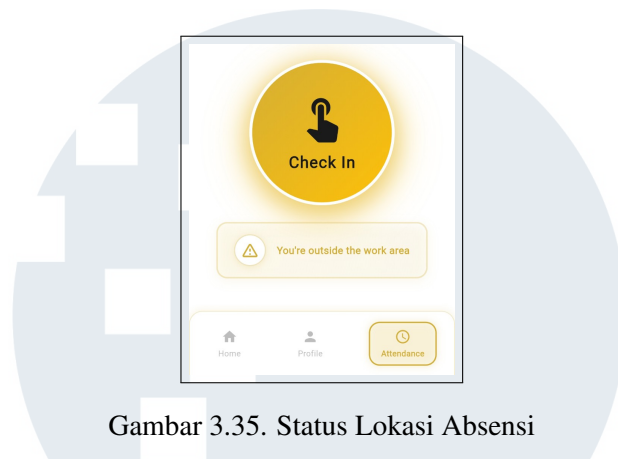 Check In
You're outside the work area
Home Profile Attendance
Gambar 3.35. Status Lokasi Absensi